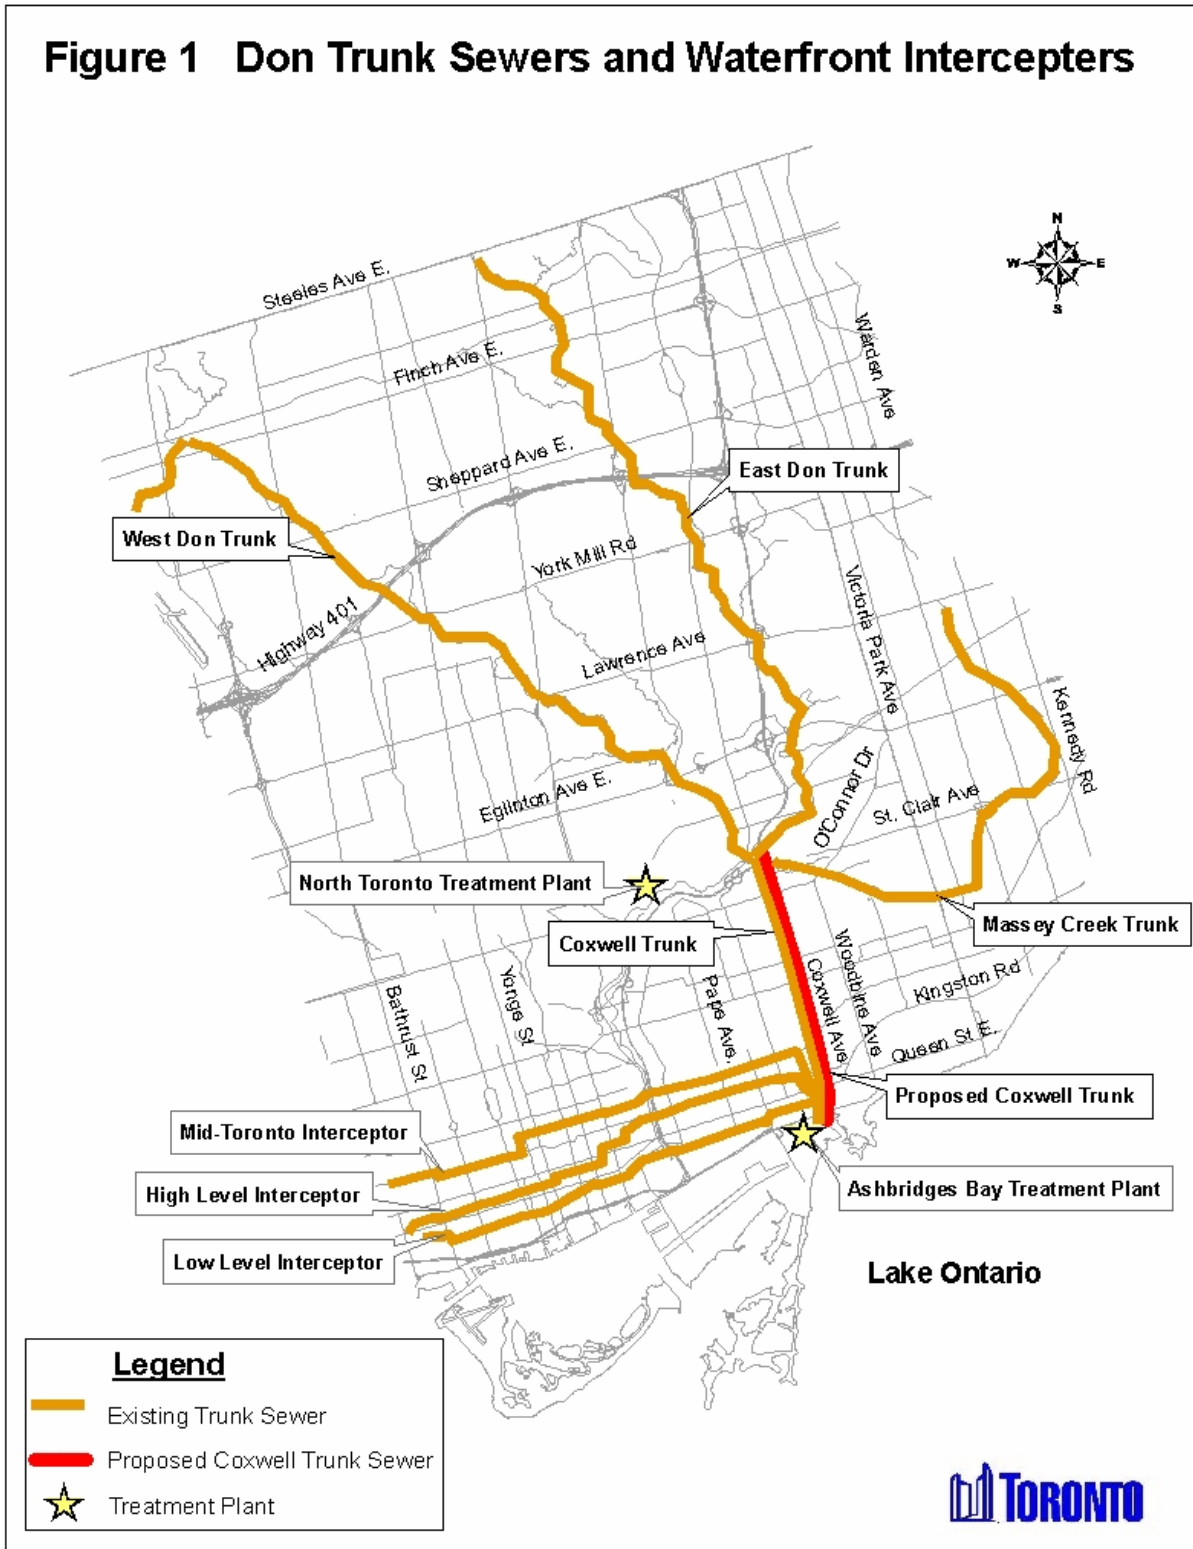 Figure 1 Don Trunk Sewers and Waterfront Intercepters
N
W E
S
Steeles Ave E.
Finch Ave E.
Warden Ave
Sheppard Ave E.
East Don Trunk
West Don Trunk
York Mill Rd
Highway 401
Victoria Park Ave
Lawrence Ave
Kennedy Rd
Eglinton Ave E.
O'Connor Dr
St. Clair Ave
North Toronto Treatment Plant
Massey Creek Trunk
Coxwell Trunk
Woodbine Ave
Coxwell Ave
Kingston Rd
Pape Ave.
Yonge St
Bathrust St
Queen St E.
Proposed Coxwell Trunk
Mid-Toronto Interceptor
High Level Interceptor
Ashbridges Bay Treatment Plant
Low Level Interceptor
Lake Ontario
Legend
Existing Trunk Sewer
Proposed Coxwell Trunk Sewer
Treatment Plant
TORONTO